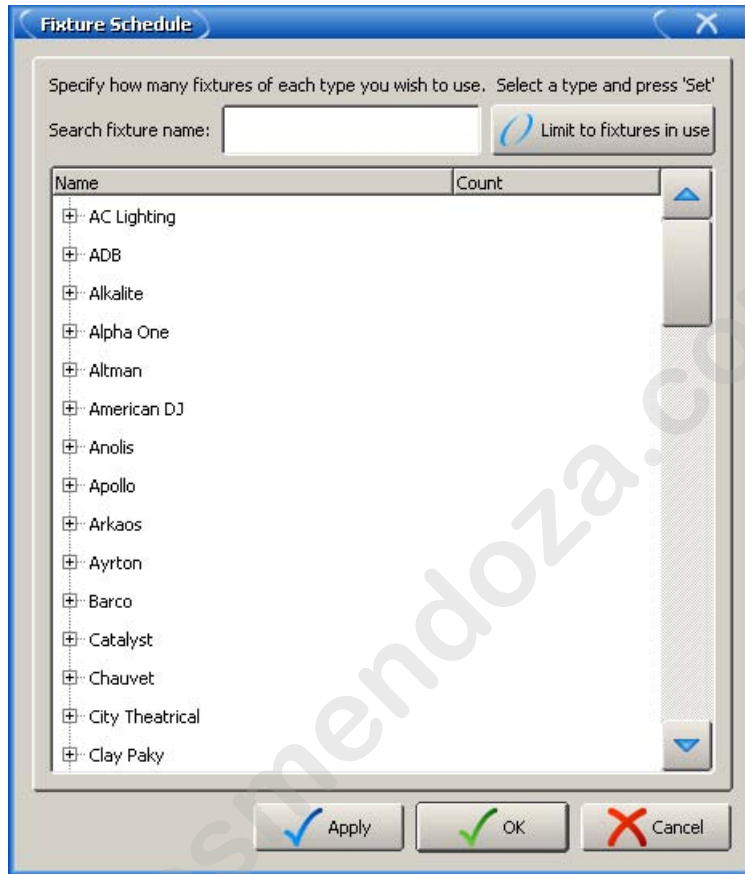 Fixture Schedule
Specify how many fixtures of each type you wish to use. Select a type and press 'Set'
Search fixture name:
Limit to fixtures in use
Name Count
AC Lighting
ADB
Alkalite
Alpha One
Altman
American DJ
Anolis
Apollo
Arkaos
Ayrton
Barco
Catalyst
Chauvet
City Theatrical
Clay Paky
Apply OK Cancel